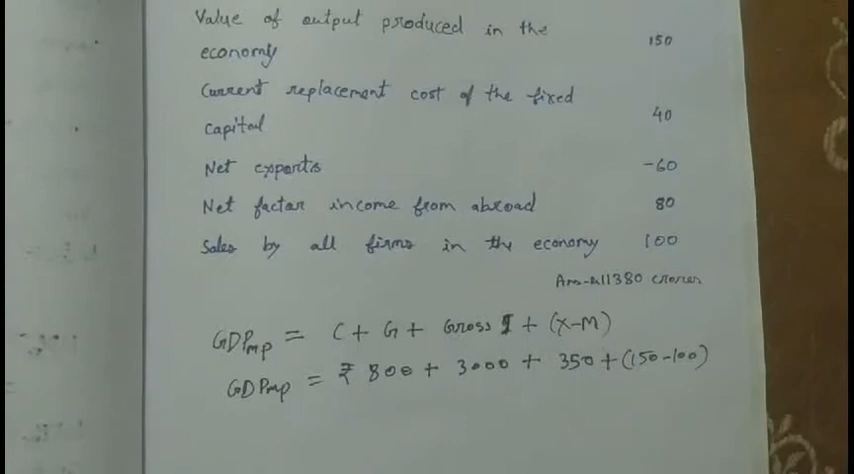 Value of output produced in the
economy 150
Current replacement cost of the fixed
capital 40
Net exports -60
Net factor income from abroad 80
Sales by all firms in the economy 100
1380 crores
GDPmp = C + G + Gross I + (X-M)
GDPmp = ₹ 800 + 3000 + 350 + (150-100)